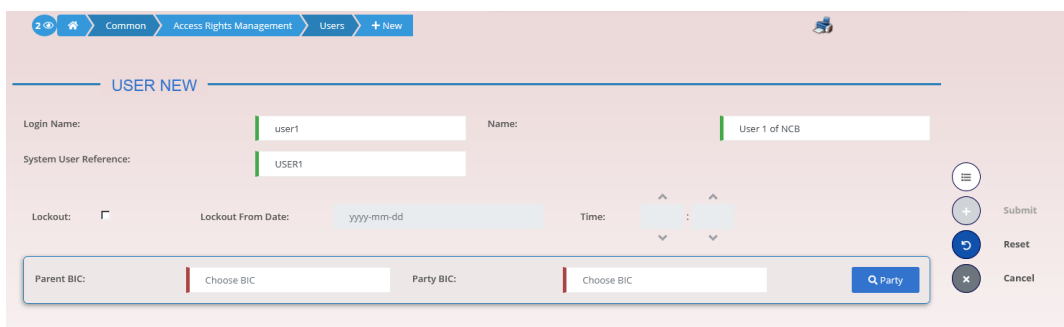 2 Common Access Rights Management Users + New
USER NEW
Login Name: user1 Name: User 1 of NCB
System User Reference: USER1
Lockout: Lockout From Date: yyyy-mm-dd Time: :
Submit
Reset
Parent BIC: Choose BIC Party BIC: Choose BIC Party
Cancel